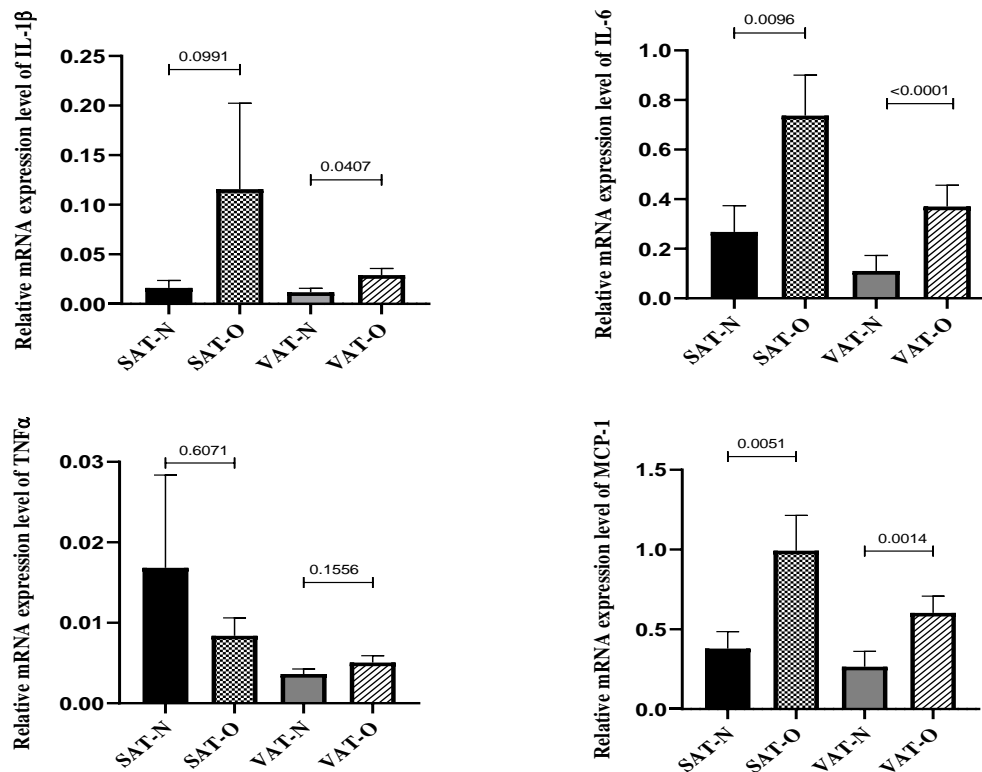 Relative mRNA expression level of IL-1β
0.25
0.20
0.15
0.10
0.05
0.00
0.0991
0.0407
SAT-N
SAT-O
VAT-N
VAT-O
Relative mRNA expression level of IL-6
1.0
0.8
0.6
0.4
0.2
0.0
0.0096
<0.0001
SAT-N
SAT-O
VAT-N
VAT-O
Relative mRNA expression level of TNFα
0.03
0.02
0.01
0.00
0.6071
0.1556
SAT-N
SAT-O
VAT-N
VAT-O
Relative mRNA expression level of MCP-1
1.5
1.0
0.5
0.0
0.0051
0.0014
SAT-N
SAT-O
VAT-N
VAT-O